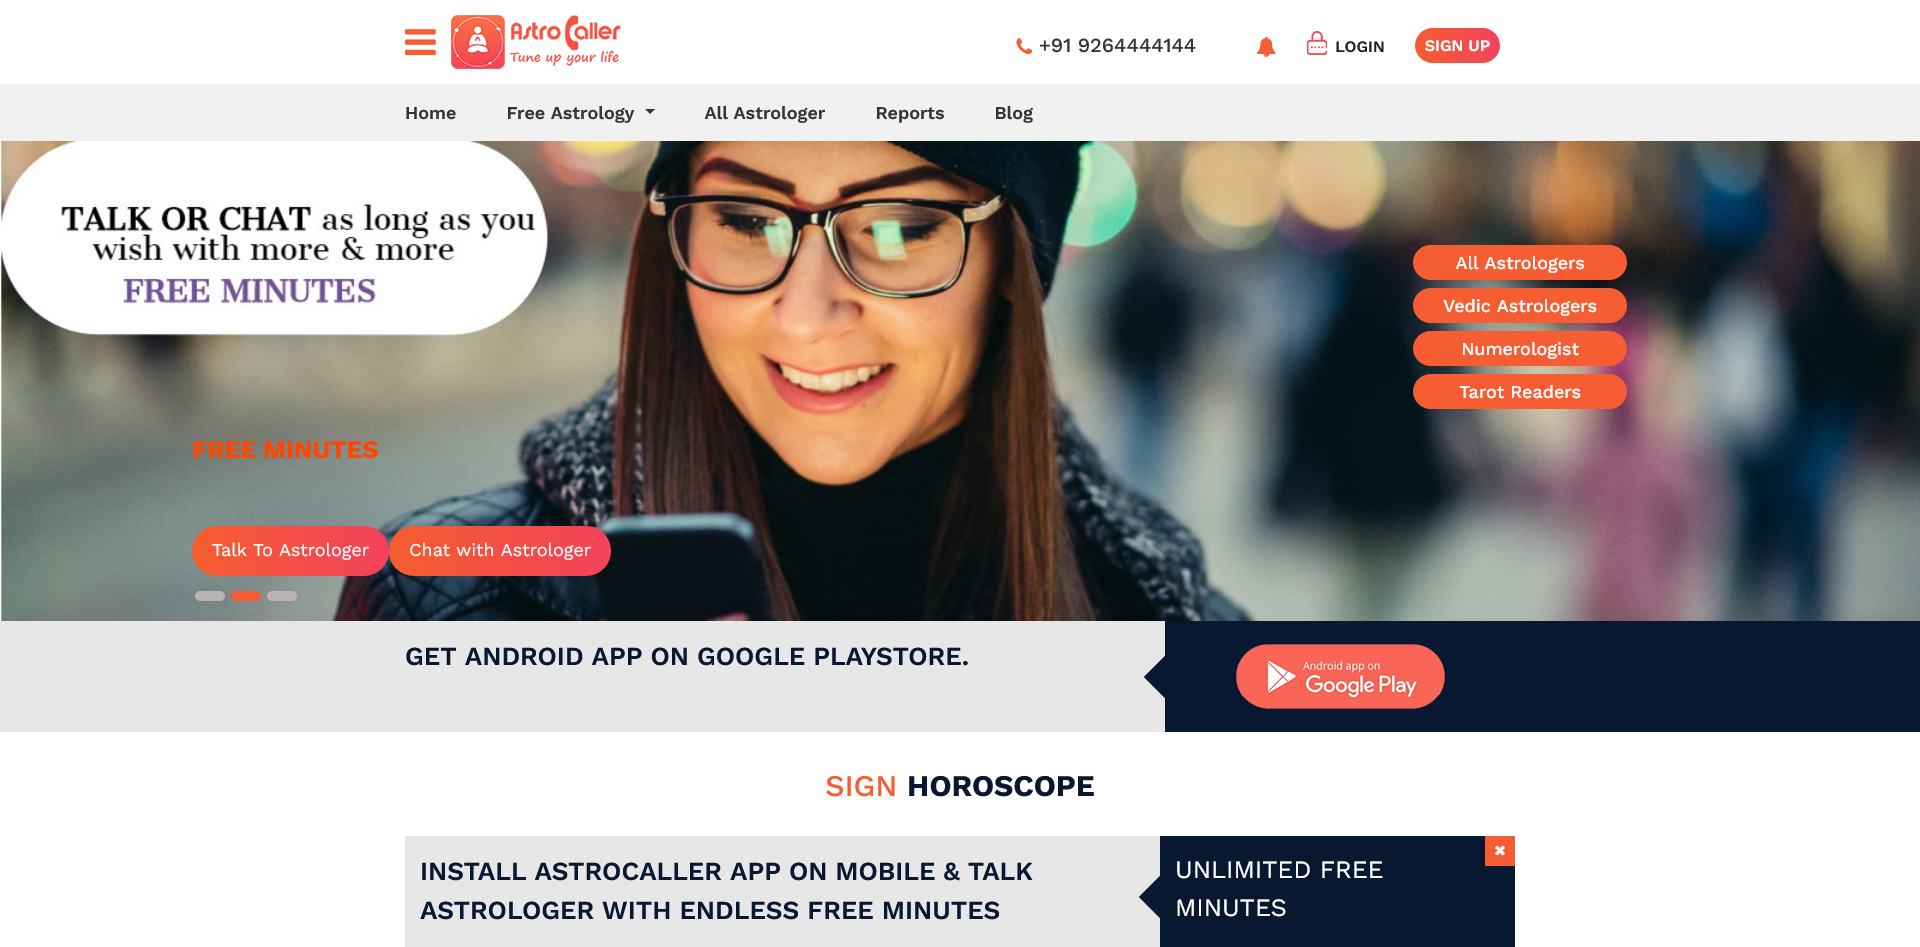 Astro Caller
Tune up your life
+91 9264444144
LOGIN
SIGN UP
Home
Free Astrology
All Astrologer
Reports
Blog
TALK OR CHAT as long as you
wish with more & more
FREE MINUTES
All Astrologers
Vedic Astrologers
Numerologist
Tarot Readers
FREE MINUTES
Talk To Astrologer
Chat with Astrologer
GET ANDROID APP ON GOOGLE PLAYSTORE.
Android app on
Google Play
SIGN HOROSCOPE
INSTALL ASTROCALLER APP ON MOBILE & TALK
ASTROLOGER WITH ENDLESS FREE MINUTES
UNLIMITED FREE
MINUTES